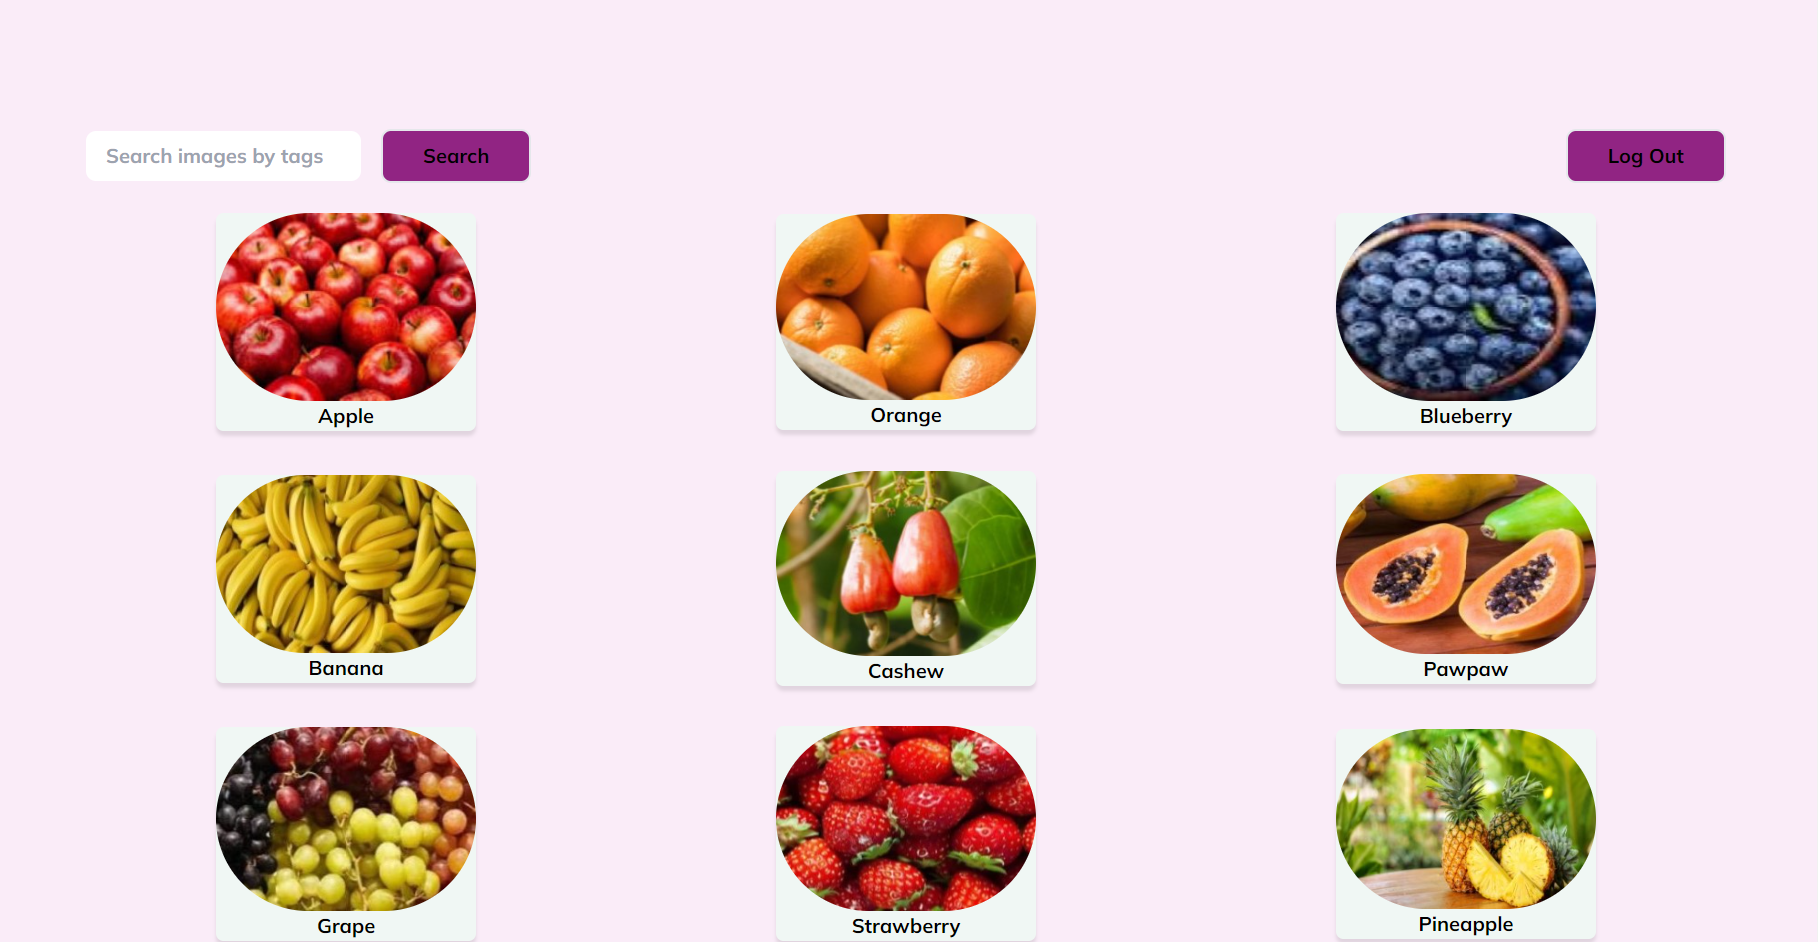 Search images by tags
Search
Log Out
Apple
Orange
Blueberry
Banana
Cashew
Pawpaw
Grape
Strawberry
Pineapple